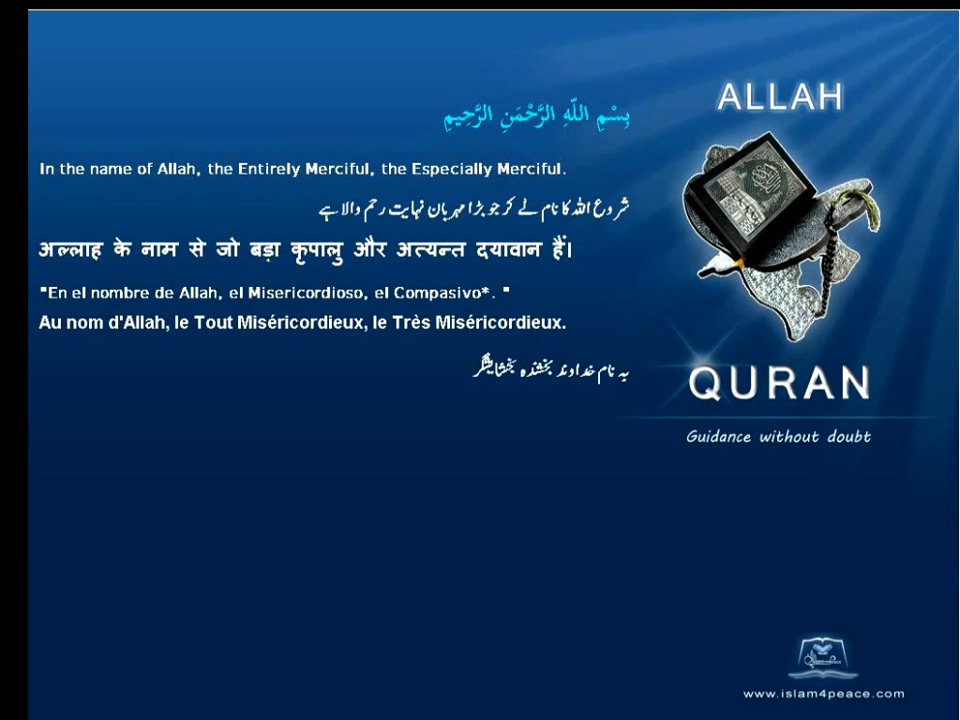 بِسْمِ اللّهِ الرَّحْمَنِ الرَّحِيمِ
In the name of Allah, the Entirely Merciful, the Especially Merciful.
شروع الله کا نام لے کر جو بڑا مہربان نہایت رحم والا ہے
अल्लाह के नाम से जो बड़ा कृपालु और अत्यन्त दयावान हैं।
"En el nombre de Allah, el Misericordioso, el Compasivo*. "
Au nom d'Allah, le Tout Miséricordieux, le Très Miséricordieux.
به نام خداوند بخشنده بخشایشگر
ALLAH
QURAN
Guidance without doubt
www.islam4peace.com